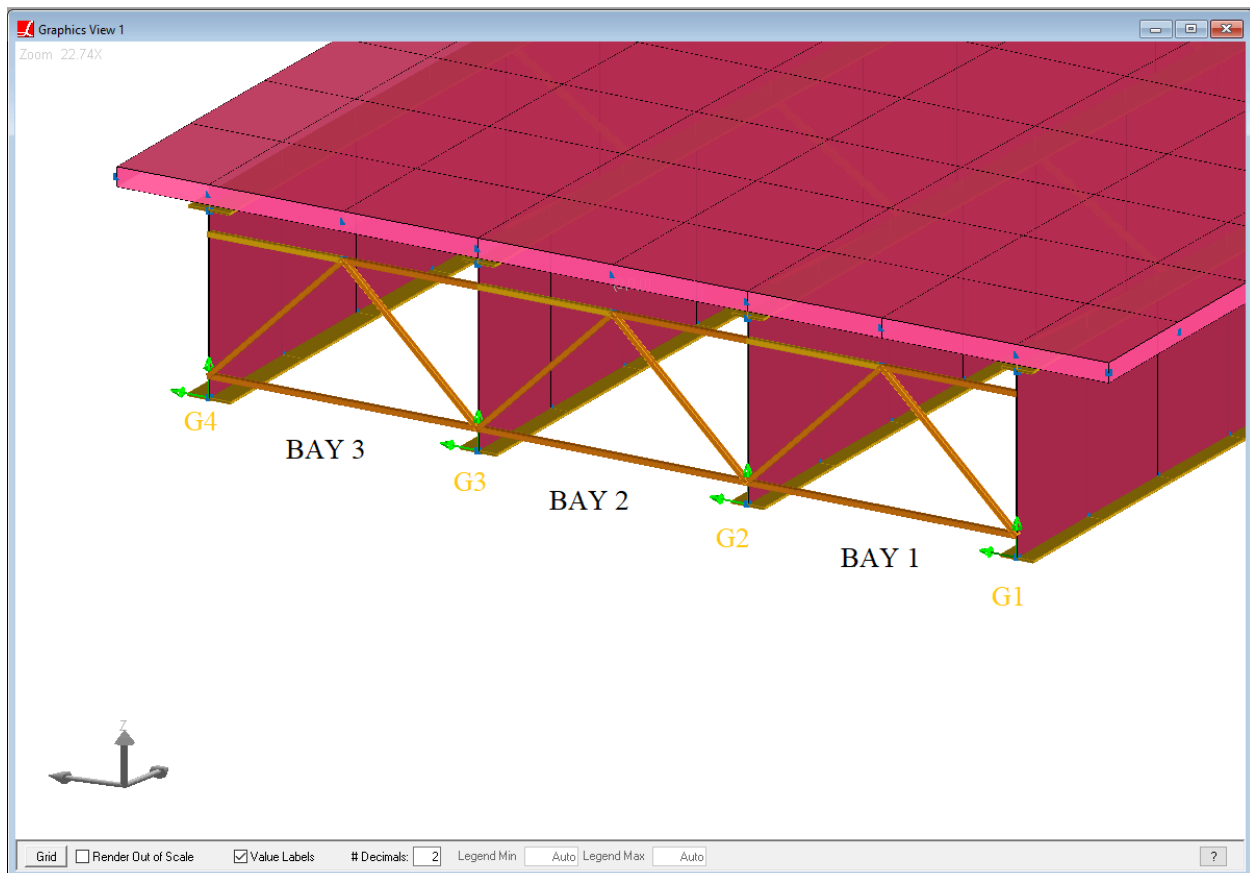 Graphics View 1
Zoom 22.74X
G4
BAY 3
G3
BAY 2
G2
BAY 1
G1
Z
Grid Render Out of Scale Value Labels # Decimals: 2 Legend Min Auto Legend Max Auto ?